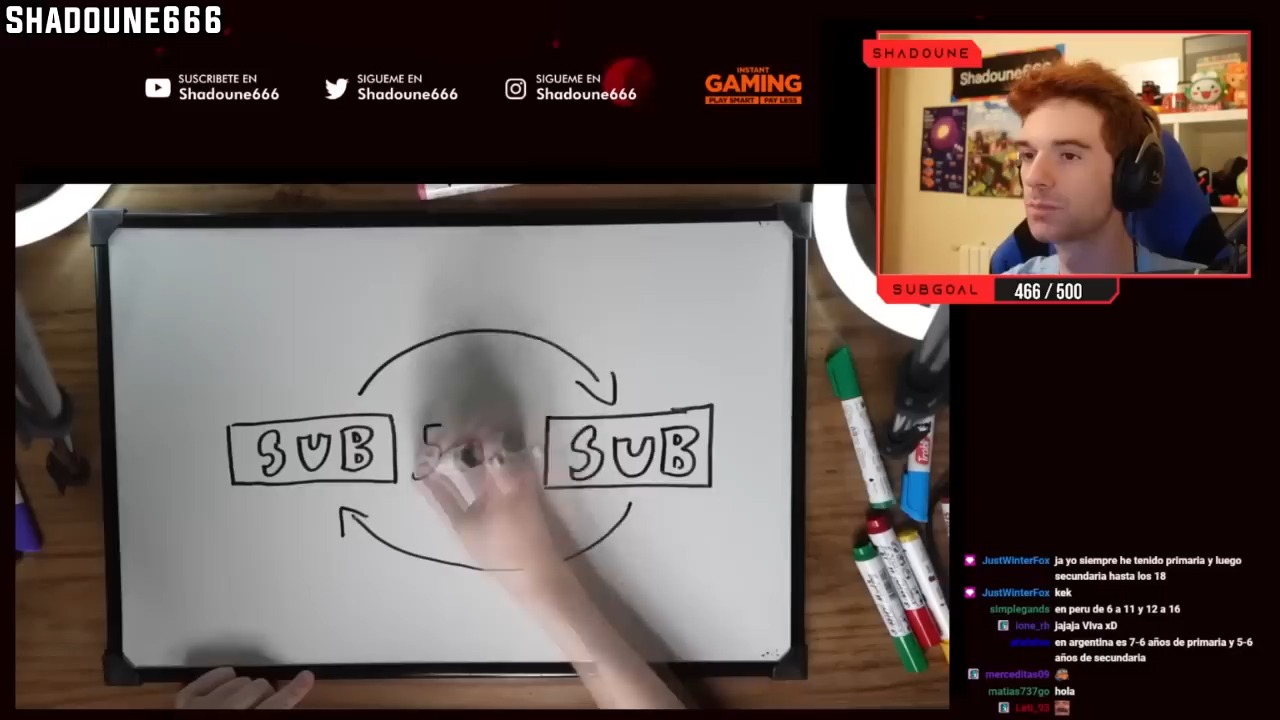 SHADOUNE666
SUSCRIBETE EN
Shadoune666
SIGUEME EN
Shadoune666
SIGUEME EN
Shadoune666
INSTANT
GAMING
PLAY SMART PAY LESS
SHADOUNE
Shadoune666
SUBGOAL 466 / 500
SUB
SUB
JustWinterFox ja yo siempre he tenido primaria y luego
secundaria hasta los 18
JustWinterFox kek
simplegands en peru de 6 a 11 y 12 a 16
ione_rh jajaja VIva xD
en argentina es 7-6 años de primaria y 5-6
años de secundaria
merceditas09
matias737go hola
Leti_93